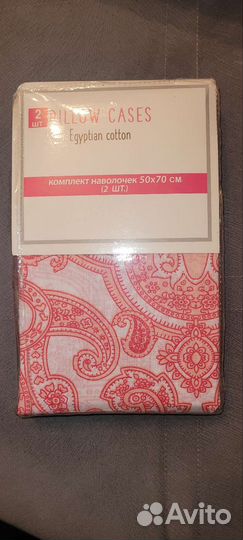 2
ШТ.
PILLOW CASES
Egyptian cotton
комплект наволочек 50х70 см
(2 шт.)
Avito